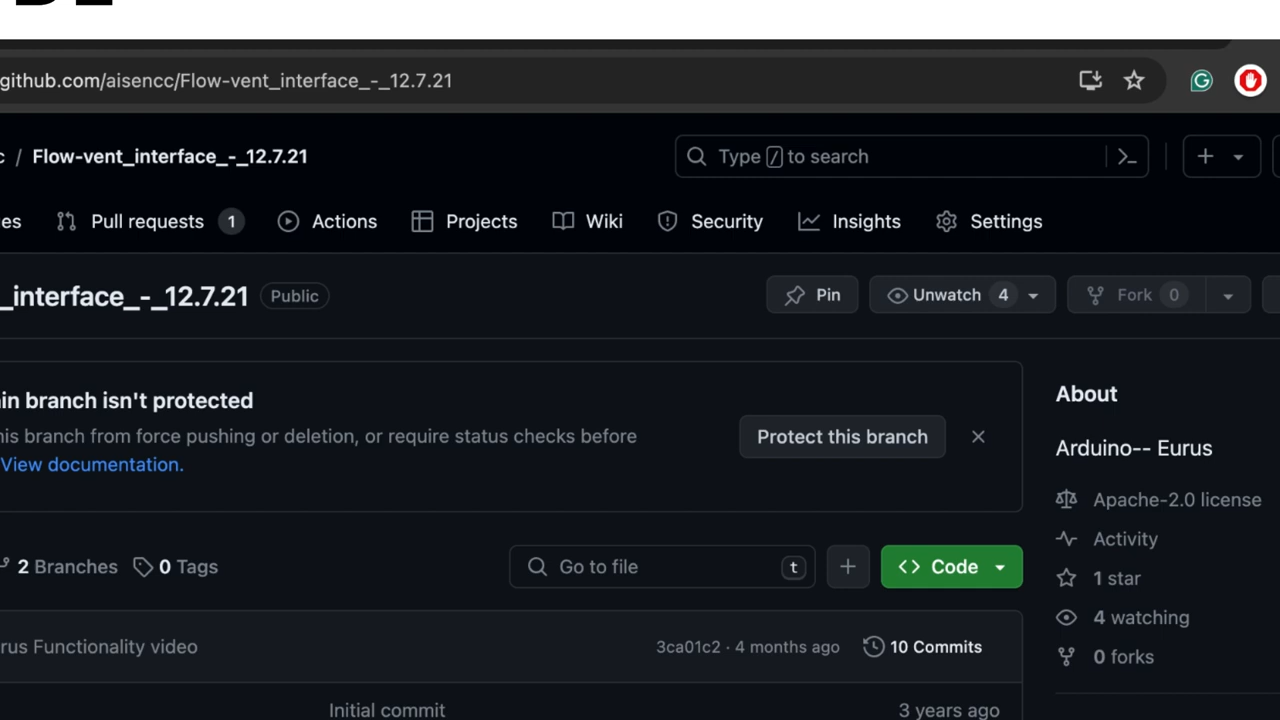 github.com/aisencc/Flow-vent_interface_-_12.7.21
c / Flow-vent_interface_-_12.7.21 Type / to search
es Pull requests 1 Actions Projects Wiki Security Insights Settings
_interface_-_12.7.21 Public Pin Unwatch 4 Fork 0
in branch isn't protected
his branch from force pushing or deletion, or require status checks before
View documentation.
Protect this branch
About
Arduino-- Eurus
Apache-2.0 license
Activity
1 star
4 watching
0 forks
2 Branches 0 Tags Go to file t Code
rus Functionality video 3ca01c2 · 4 months ago 10 Commits
Initial commit 3 years ago